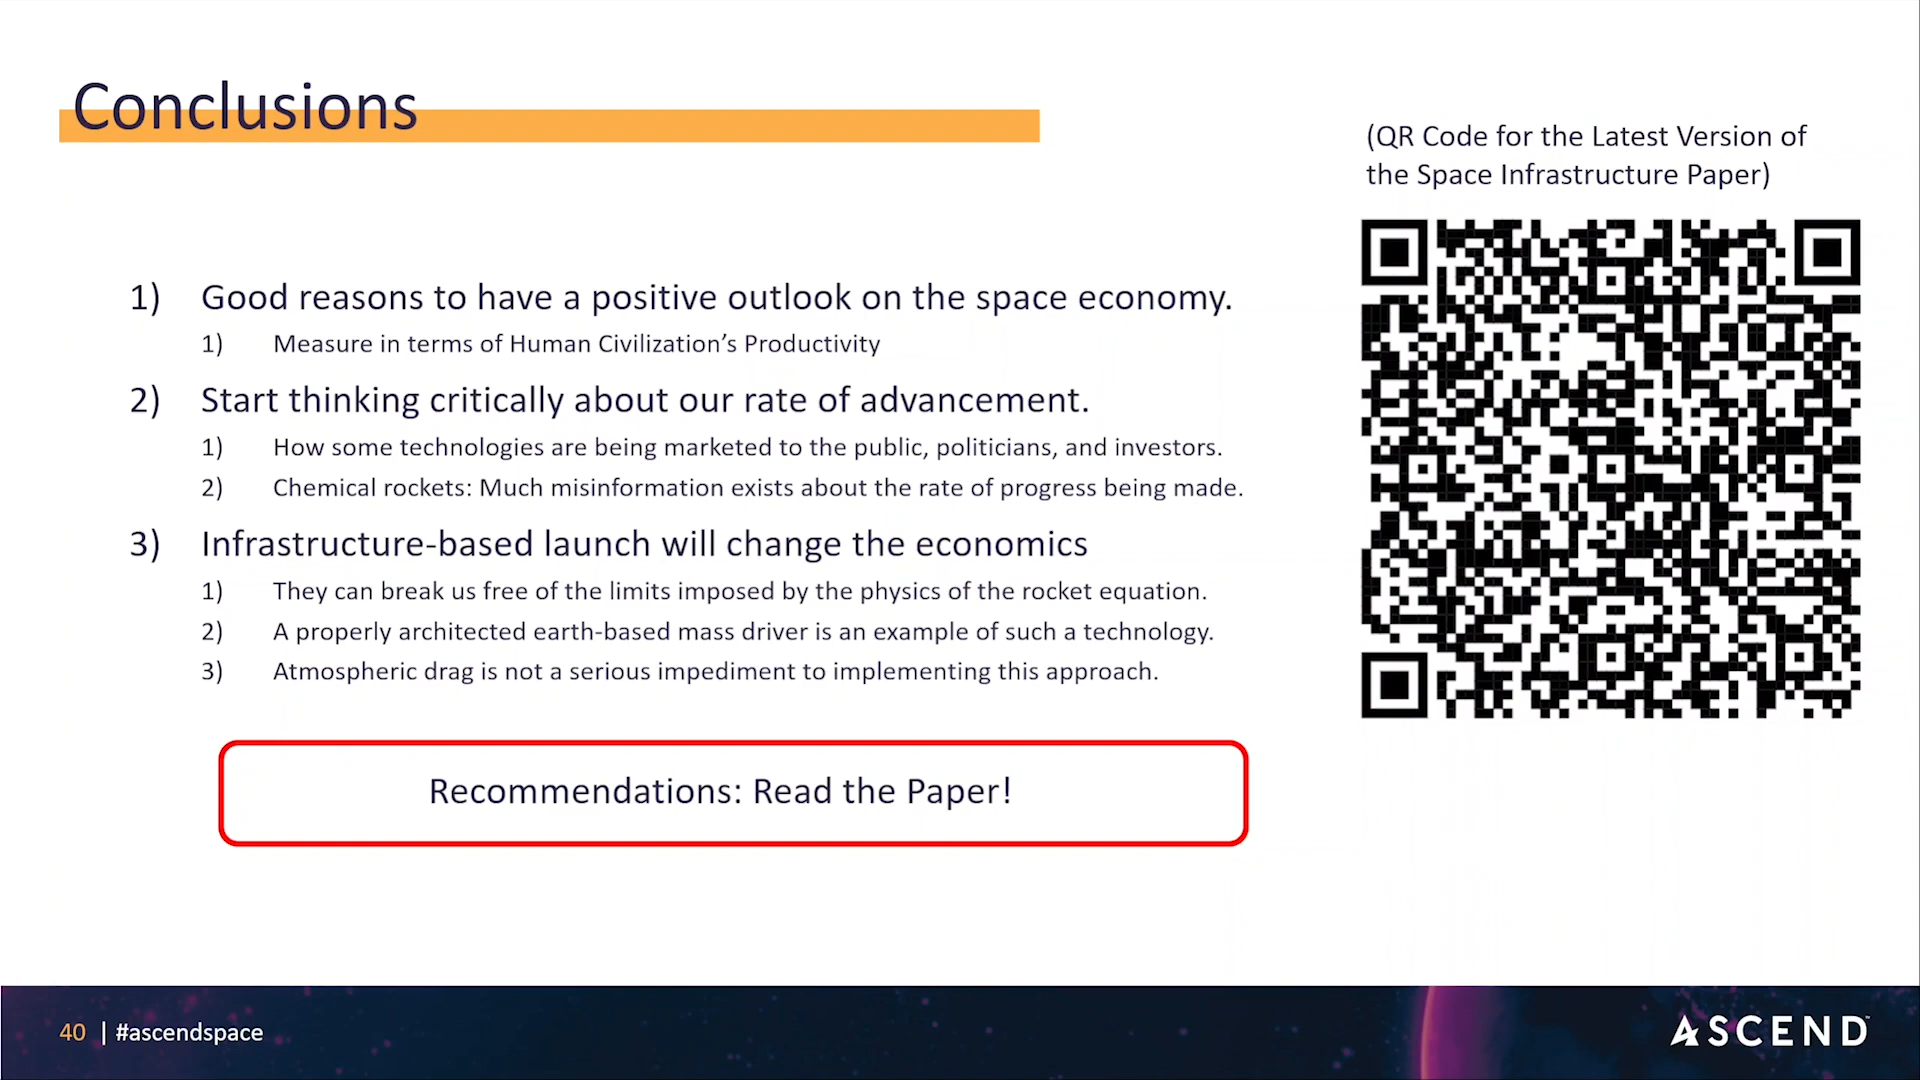 Conclusions
(QR Code for the Latest Version of
the Space Infrastructure Paper)
1) Good reasons to have a positive outlook on the space economy.
1) Measure in terms of Human Civilization’s Productivity
2) Start thinking critically about our rate of advancement.
1) How some technologies are being marketed to the public, politicians, and investors.
2) Chemical rockets: Much misinformation exists about the rate of progress being made.
3) Infrastructure-based launch will change the economics
1) They can break us free of the limits imposed by the physics of the rocket equation.
2) A properly architected earth-based mass driver is an example of such a technology.
3) Atmospheric drag is not a serious impediment to implementing this approach.
Recommendations: Read the Paper!
40 | #ascendspace
ASCEND™